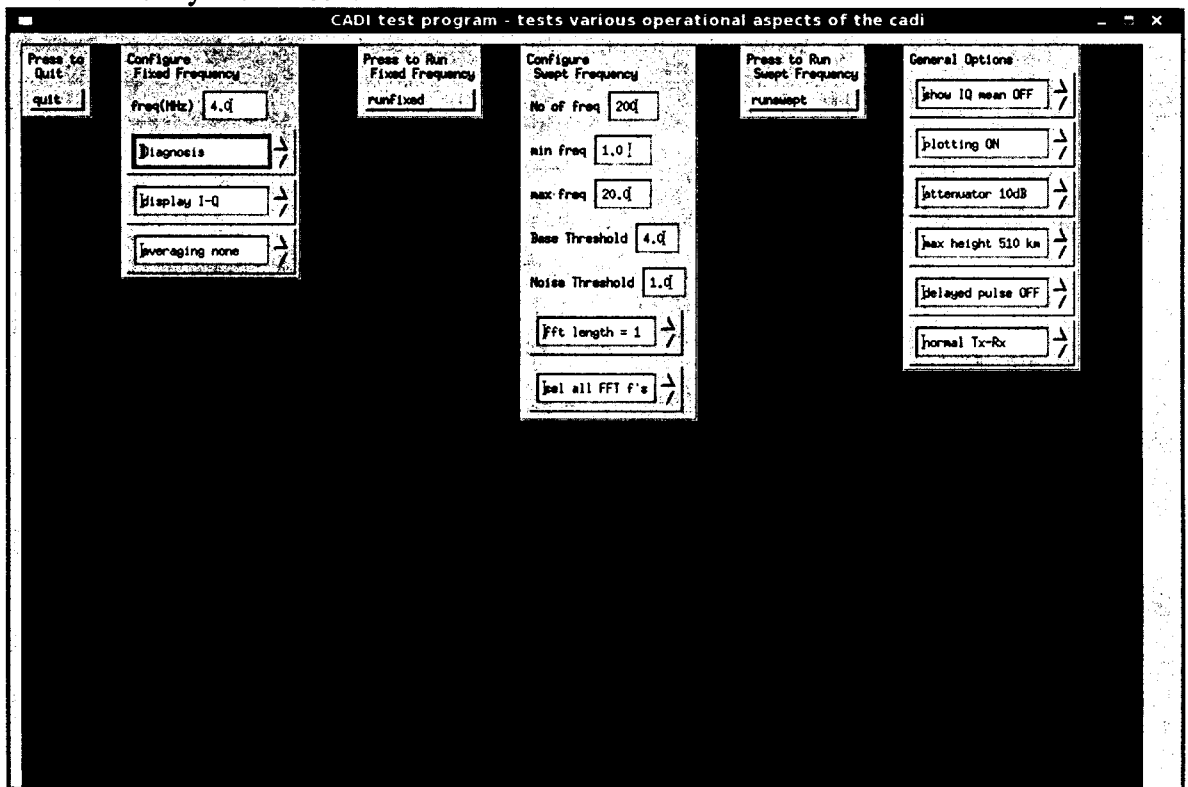 CADI test program - tests various operational aspects of the cadi
Press to
Quit
quit
Configure
Fixed Frequency
freq(MHz) 4.0
Diagnosis
display I-Q
averaging none
Press to Run
Fixed Frequency
runfixed
Configure
Swept Frequency
No of freq 200
min freq 1.0
max freq 20.0
Base Threshold 4.0
Noise Threshold 1.0
fft length = 1
sel all FFT f's
Press to Run
Swept Frequency
runswept
General Options
show IQ mean OFF
plotting ON
attenuator 10dB
max height 510 km
delayed pulse OFF
normal Tx-Rx